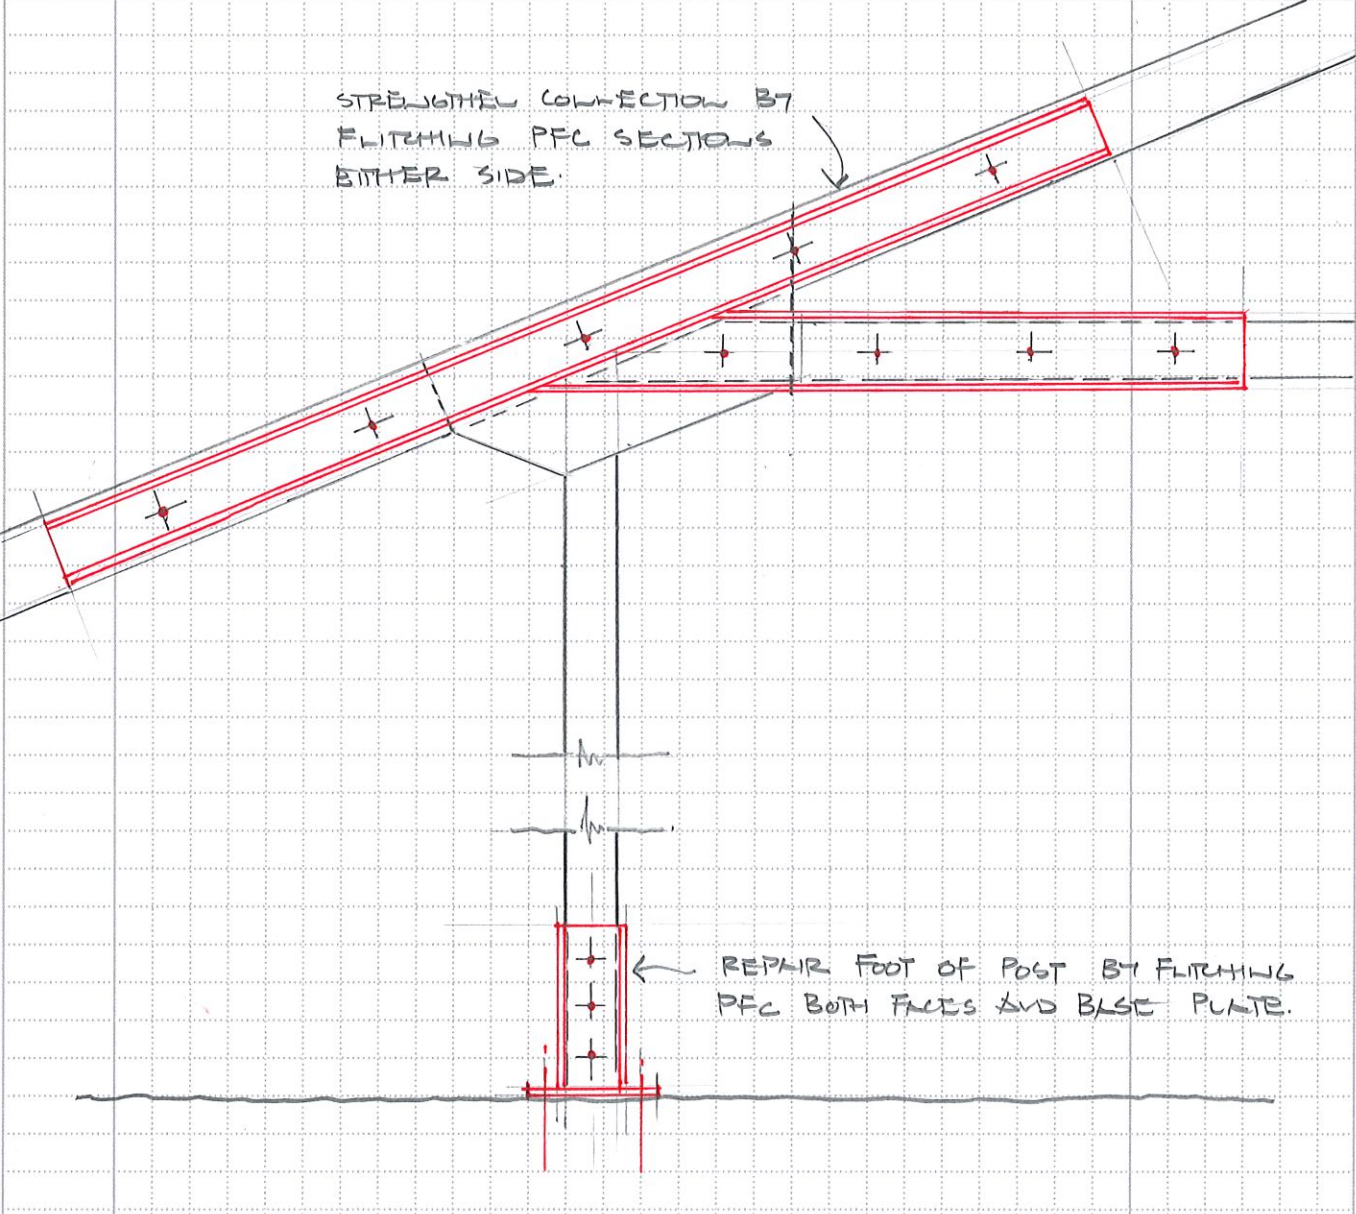 STRENGTHEN CONNECTION BY
FLITCHING PFC SECTIONS
EITHER SIDE.
REPAIR FOOT OF POST BY FLITCHING
PFC BOTH FACES AND BASE PLATE.